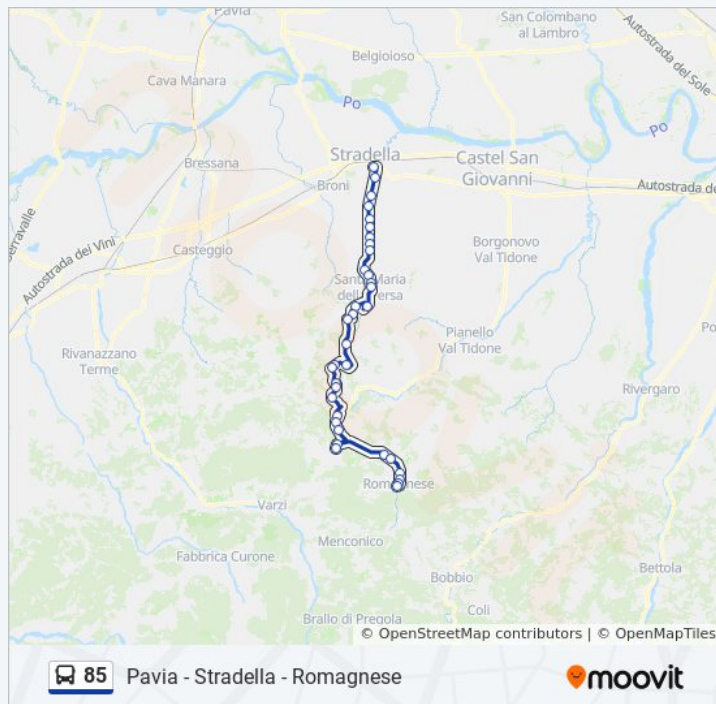 Pavia
San Colombano
al Lambro
Autostrada del Sole
Belgioioso
Cava Manara
Po
Po
Stradella
Bressana
Castel San
Giovanni
Broni
Autostrada de
Serravalle
Autostrada dei Vini
Casteggio
Borgonovo
Val Tidone
Santa Maria
della Versa
Pianello
Val Tidone
Rivanazzano
Terme
Rivergaro
Romagnese
Varzi
Menconico
Fabbrica Curone
Bobbio
Bettola
Coli
Brallo di Pregola
© OpenStreetMap contributors | © OpenMapTiles
85 Pavia - Stradella - Romagnese
moovit